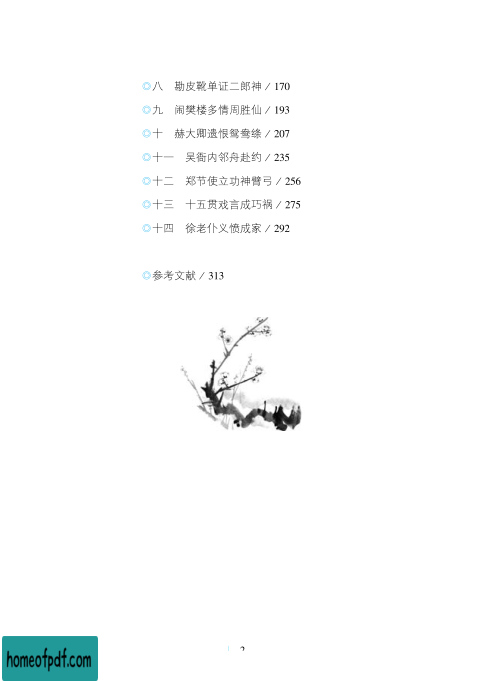 ◎八　勘皮靴单证二郎神 / 170
◎九　闹樊楼多情周胜仙 / 193
◎十　赫大卿遗恨鸳鸯绦 / 207
◎十一　吴衙内邻舟赴约 / 235
◎十二　郑节使立功神臂弓 / 256
◎十三　十五贯戏言成巧祸 / 275
◎十四　徐老仆义愤成家 / 292
◎参考文献 / 313
2
homeofpdf.com